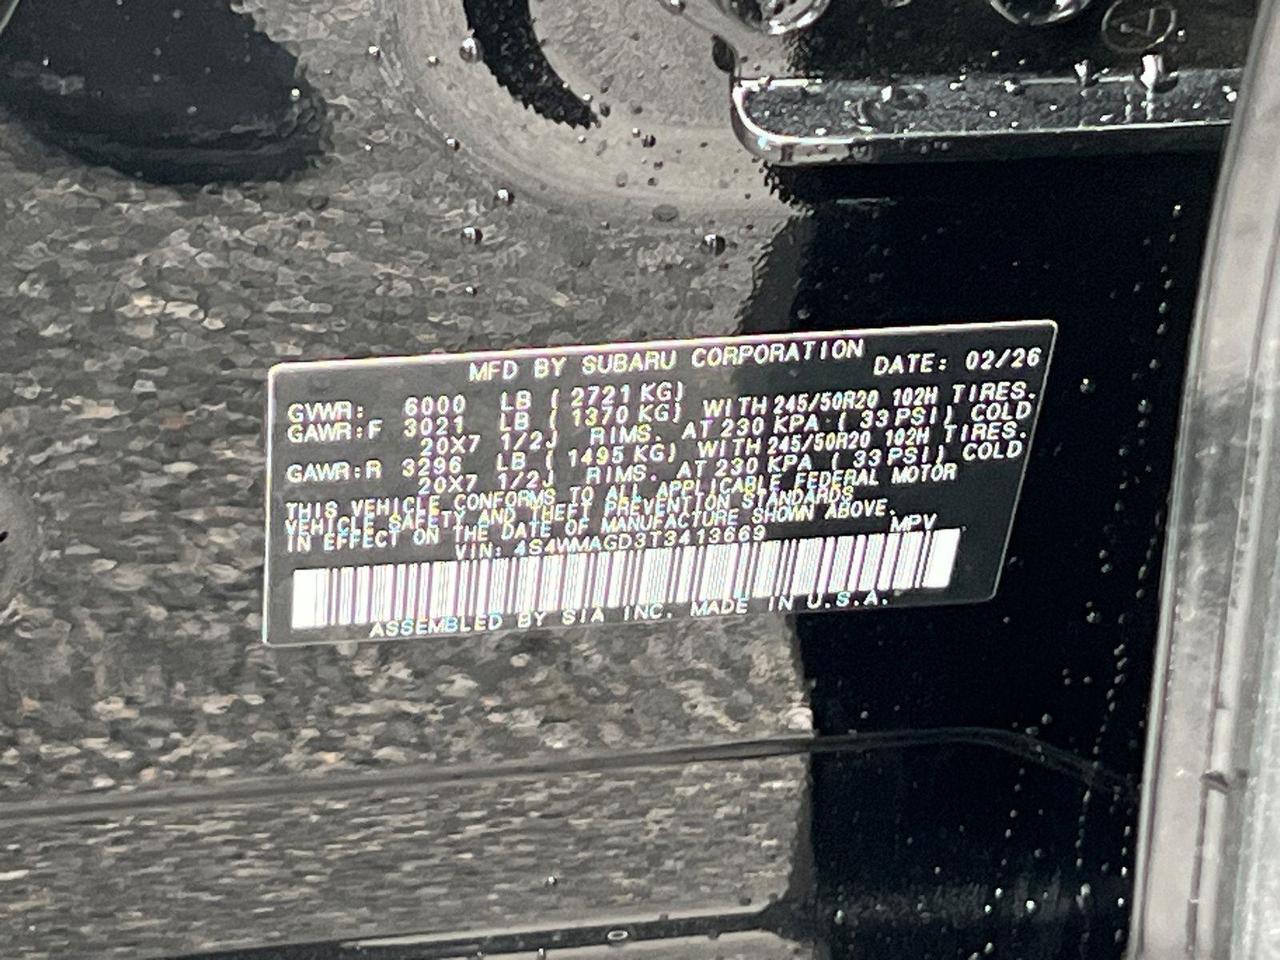 MFD BY SUBARU CORPORATION DATE: 02/26
GVWR: 6000 LB ( 2721 KG)
GAWR:F 3021 LB ( 1370 KG) WITH 245/50R20 102H TIRES.
20X7 1/2J RIMS. AT 230 KPA ( 33 PSI) COLD
GAWR:R 3296 LB ( 1495 KG) WITH 245/50R20 102H TIRES.
20X7 1/2J RIMS. AT 230 KPA ( 33 PSI) COLD
THIS VEHICLE CONFORMS TO ALL APPLICABLE FEDERAL MOTOR
VEHICLE SAFETY AND THEFT PREVENTION STANDARDS
IN EFFECT ON THE DATE OF MANUFACTURE SHOWN ABOVE.
VIN: 4S4WMAGD3T3413669 MPV
ASSEMBLED BY SIA INC. MADE IN U.S.A.